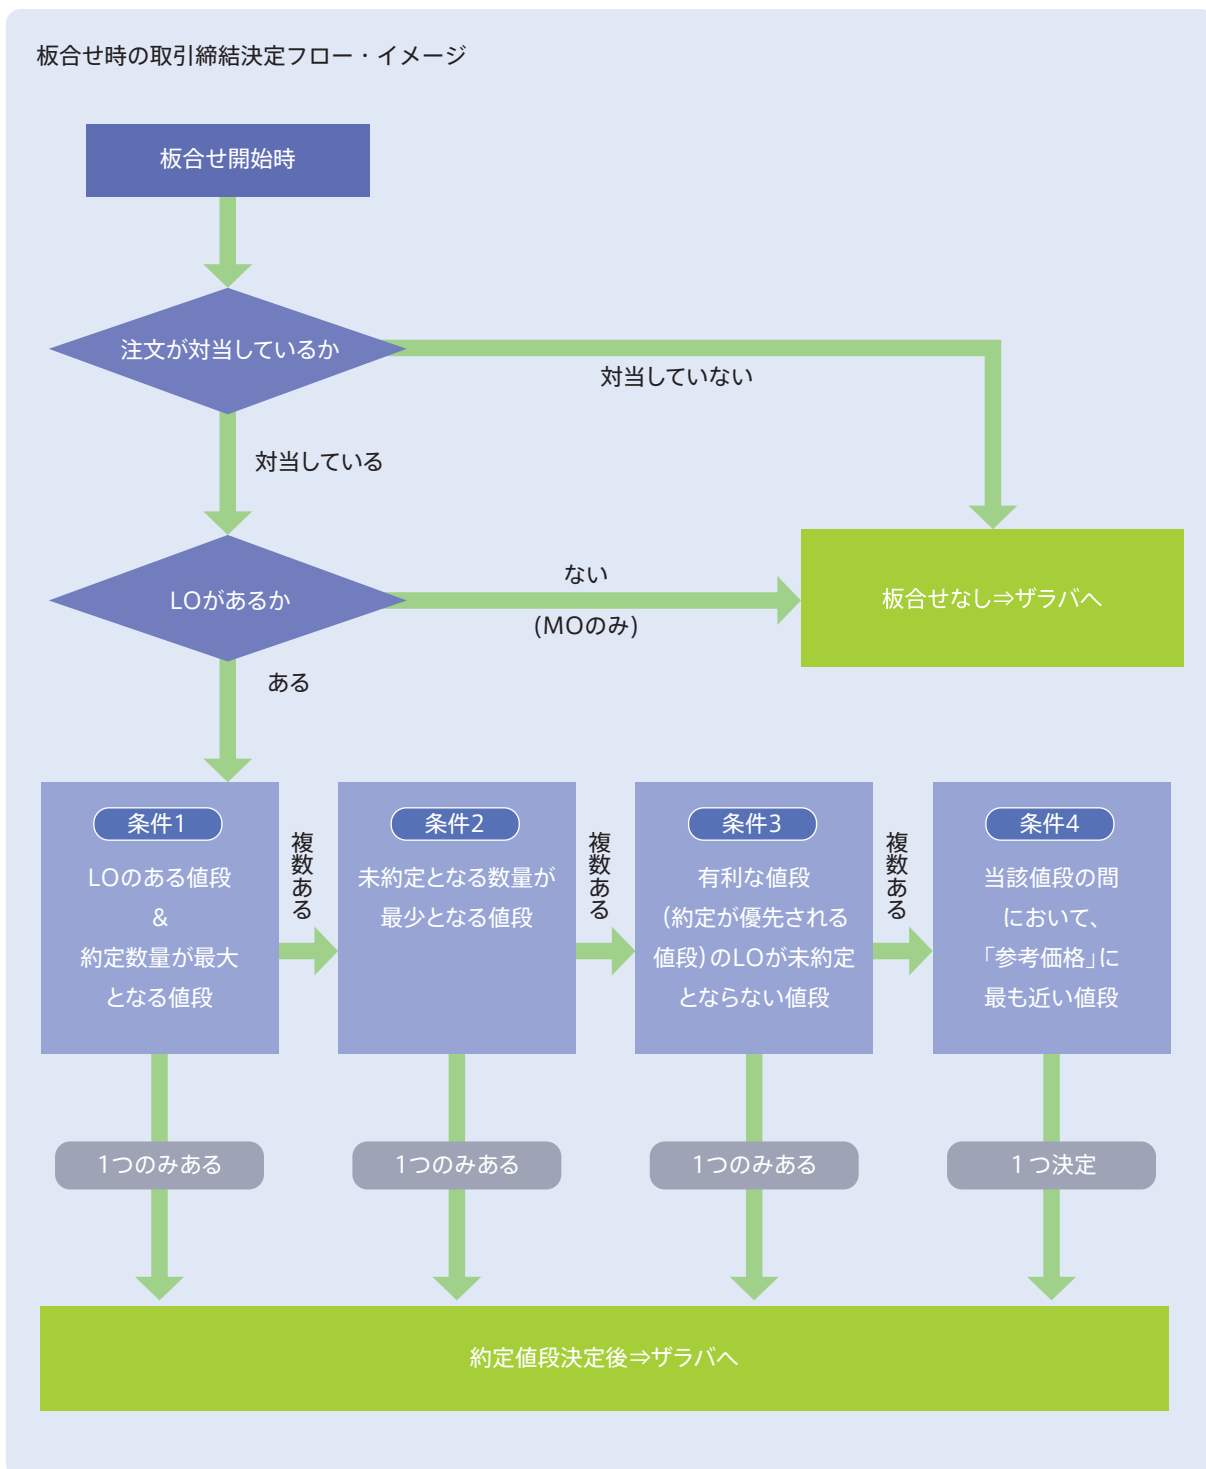 板合せ時の取引締結決定フロー・イメージ
板合せ開始時
注文が対当しているか
対当していない
対当している
LOがあるか
ない
(MOのみ)
板合せなし⇒ザラバへ
ある
条件1
LOのある値段
&
約定数量が最大
となる値段
複数ある
条件2
未約定となる数量が
最少となる値段
複数ある
条件3
有利な値段
(約定が優先される
値段)のLOが未約定
とならない値段
複数ある
条件4
当該値段の間
において、
「参考価格」に
最も近い値段
1つのみある
1つのみある
1つのみある
1つ決定
約定値段決定後⇒ザラバへ